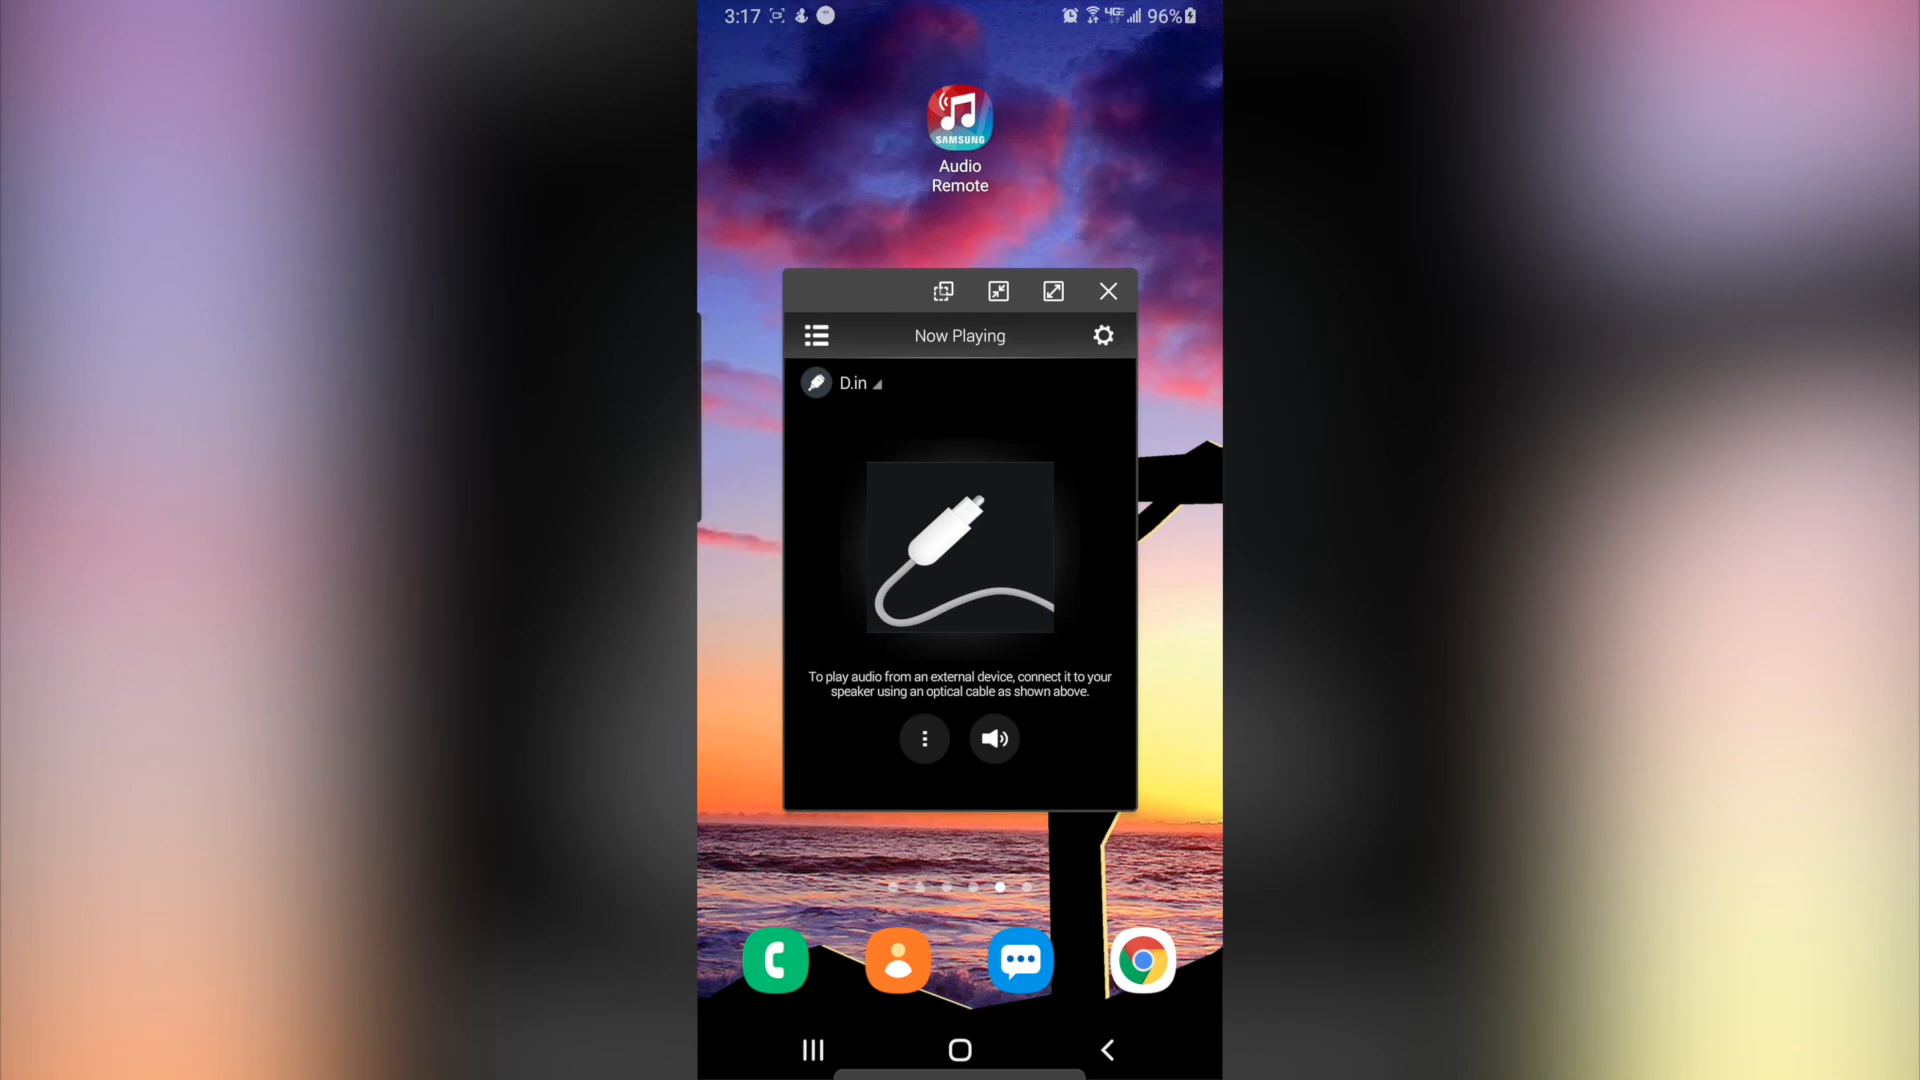 3:17
4GE
96%
SAMSUNG
Audio
Remote
Now Playing
D.in
To play audio from an external device, connect it to your
speaker using an optical cable as shown above.